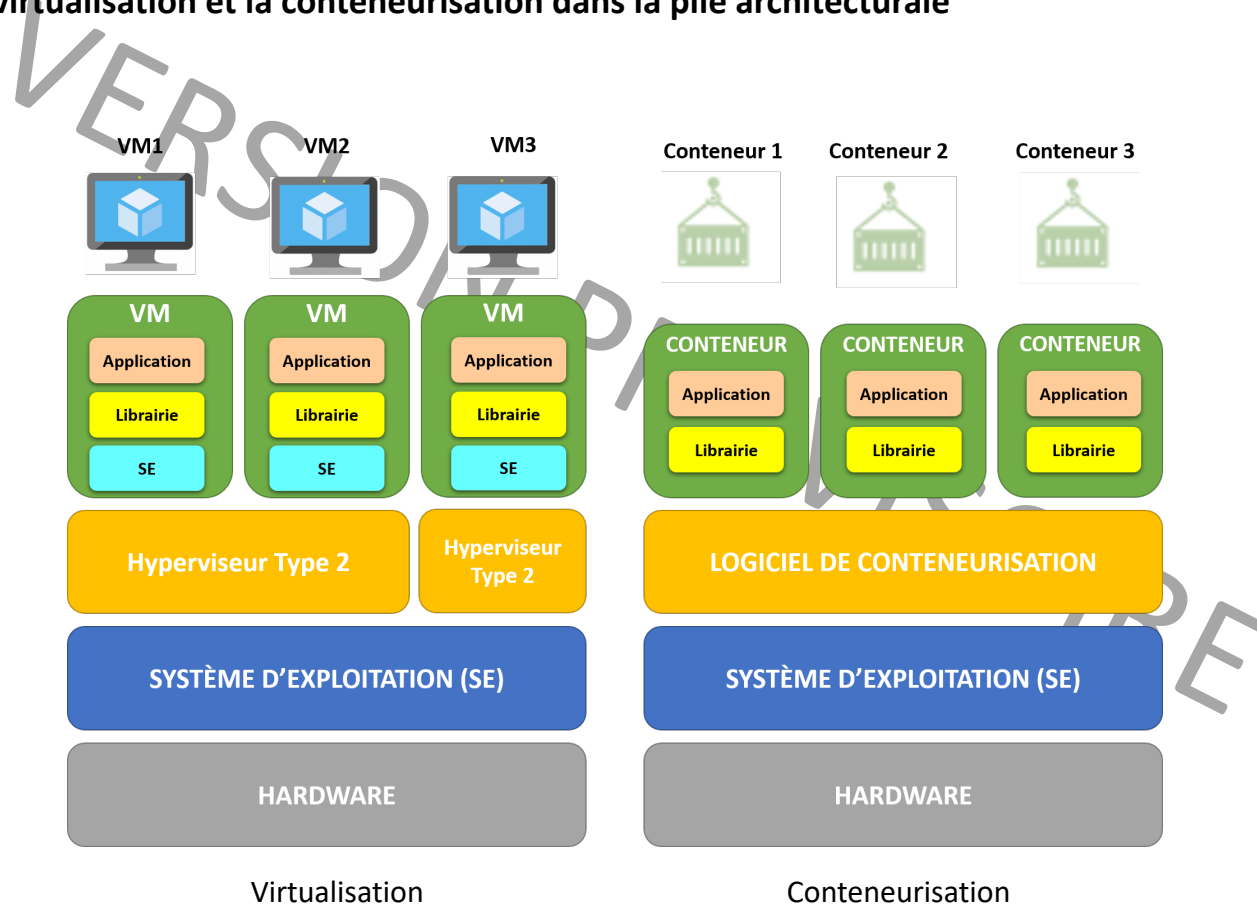 virtualisation et la conteneurisation dans la pile architecturale
VERSION PROVISOIRE
VM1
VM2
VM3
Conteneur 1
Conteneur 2
Conteneur 3
VM
Application
Librairie
SE
VM
Application
Librairie
SE
VM
Application
Librairie
SE
CONTENEUR
Application
Librairie
CONTENEUR
Application
Librairie
CONTENEUR
Application
Librairie
Hyperviseur Type 2
Hyperviseur
Type 2
LOGICIEL DE CONTENEURISATION
SYSTÈME D’EXPLOITATION (SE)
SYSTÈME D’EXPLOITATION (SE)
HARDWARE
HARDWARE
Virtualisation
Conteneurisation